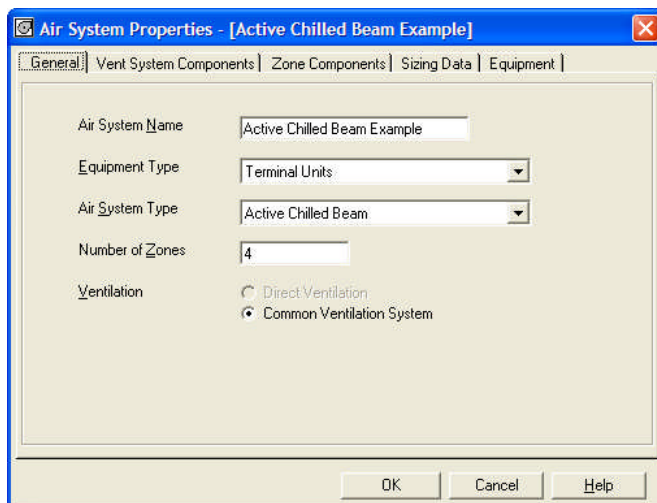 Air System Properties - [Active Chilled Beam Example]
General Vent System Components Zone Components Sizing Data Equipment
Air System Name Active Chilled Beam Example
Equipment Type Terminal Units
Air System Type Active Chilled Beam
Number of Zones 4
Ventilation Direct Ventilation
Common Ventilation System
OK Cancel Help